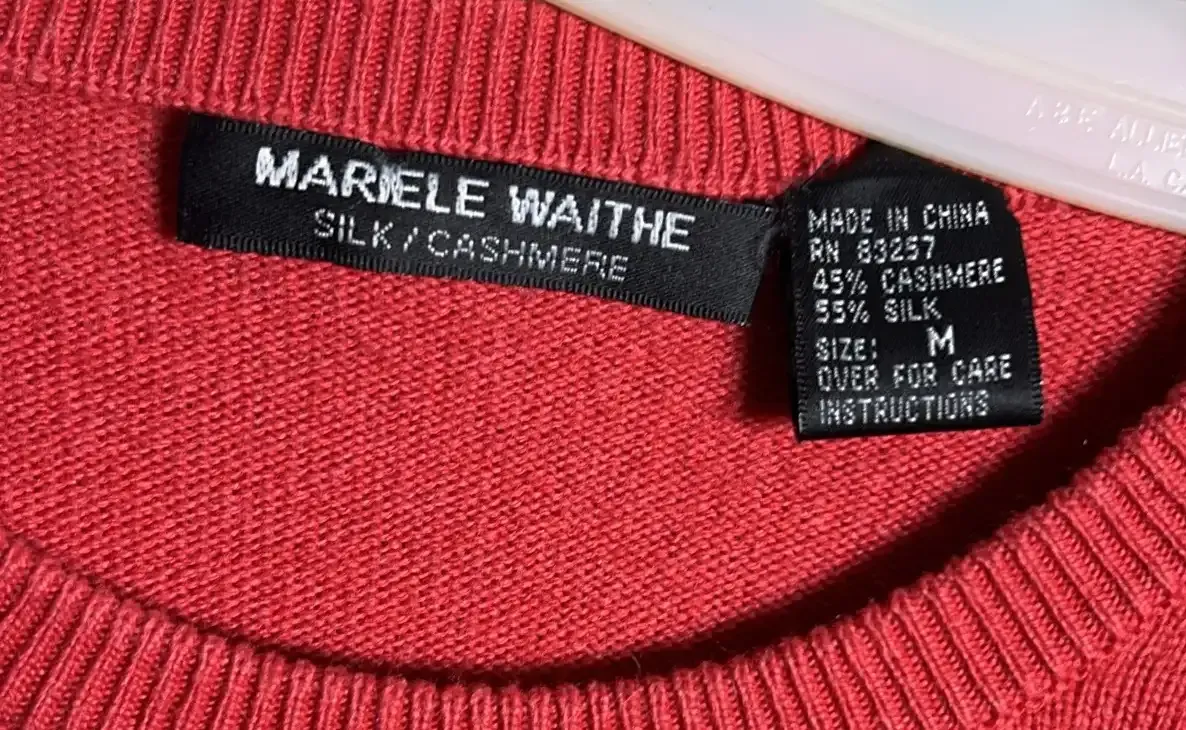 MARIELE WAITHE
SILK/CASHMERE
MADE IN CHINA
RN 83257
45% CASHMERE
55% SILK
SIZE: M
OVER FOR CARE
INSTRUCTIONS